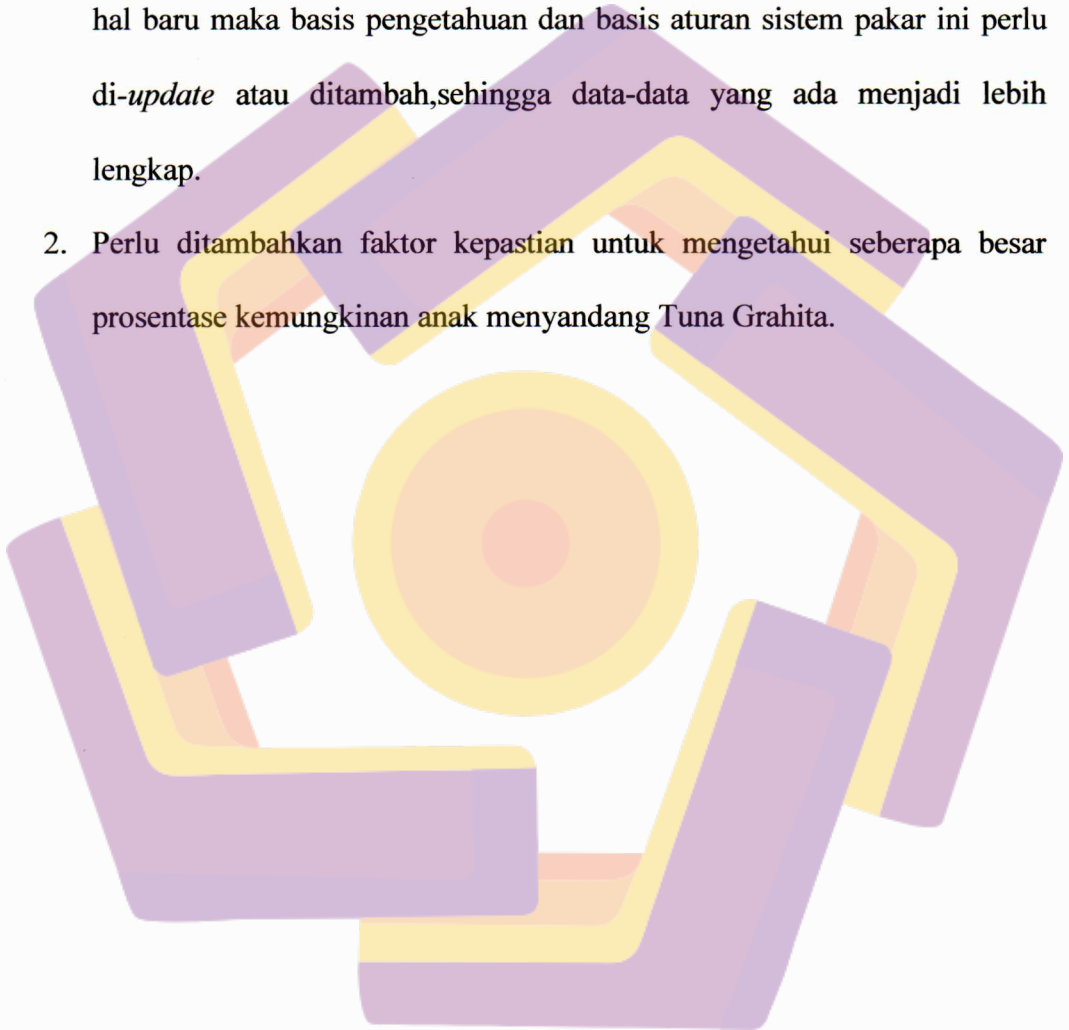 hal baru maka basis pengetahuan dan basis aturan sistem pakar ini perlu
di-update atau ditambah,sehingga data-data yang ada menjadi lebih
lengkap.
2. Perlu ditambahkan faktor kepastian untuk mengetahui seberapa besar
prosentase kemungkinan anak menyandang Tuna Grahita.